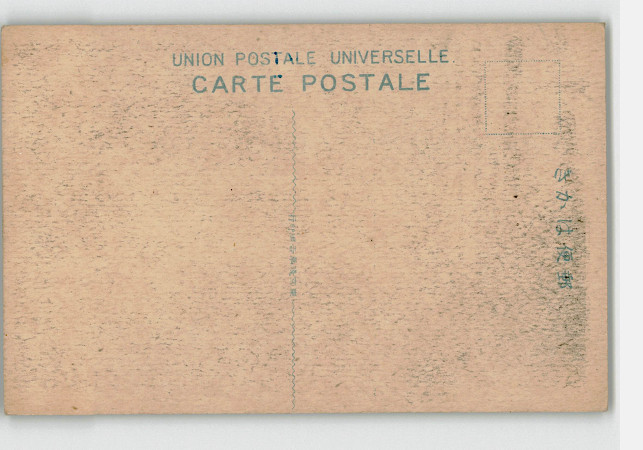 UNION POSTALE UNIVERSELLE.
CARTE POSTALE
きかは便郵